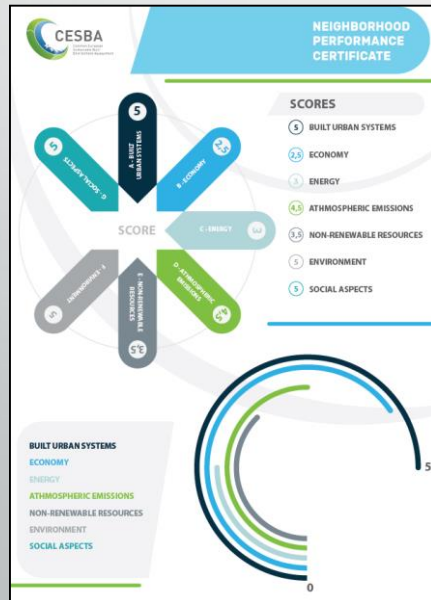 CESBA
NEIGHBORHOOD
PERFORMANCE
CERTIFICATE
SCORES
5 BUILT URBAN SYSTEMS
2,5 ECONOMY
3 ENERGY
4,5 ATHMOSPHERIC EMISSIONS
3,5 NON-RENEWABLE RESOURCES
5 ENVIRONMENT
5 SOCIAL ASPECTS
5
A - BUILT
URBAN SYSTEMS
2,5
B - ECONOMY
C - ENERGY
3
D - ATHMOSPHERIC
EMISSIONS
4,5
E - NON-RENEWABLE
RESOURCES
3,5
F - ENVIRONMENT
5
G - SOCIAL ASPECTS
5
SCORE
BUILT URBAN SYSTEMS
ECONOMY
ENERGY
ATHMOSPHERIC EMISSIONS
NON-RENEWABLE RESOURCES
ENVIRONMENT
SOCIAL ASPECTS
5
0